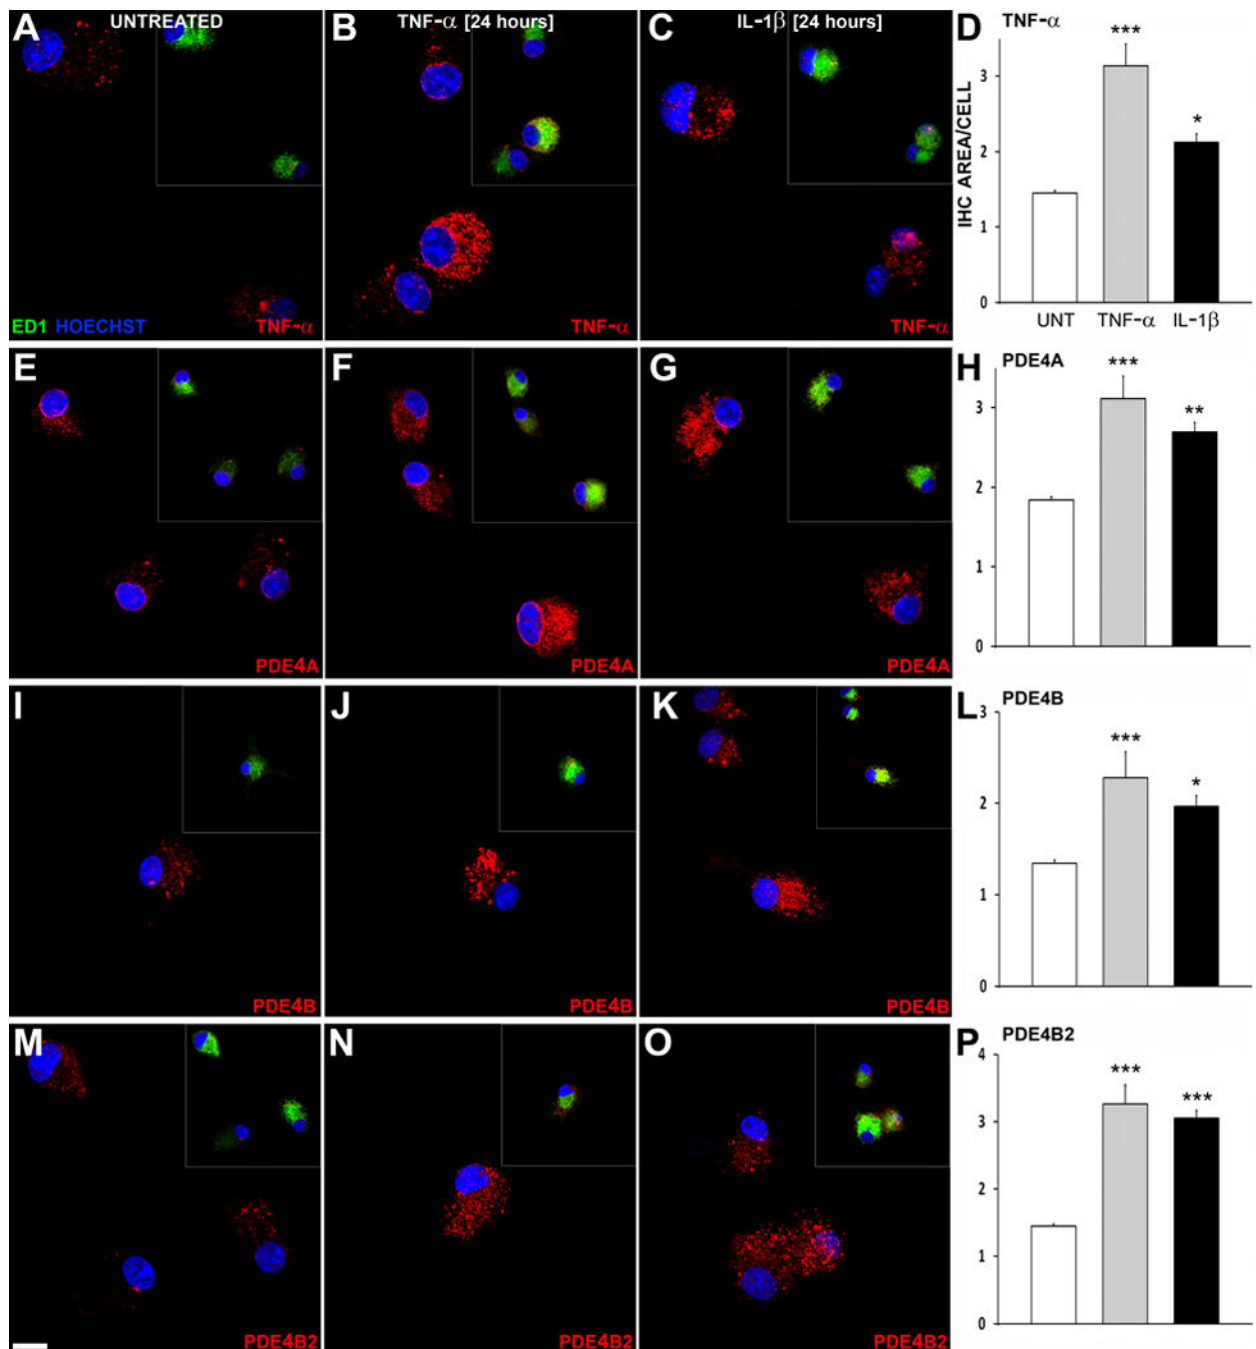 A UNTREATED
B TNF-α [24 hours]
C IL-1β [24 hours]
ED1 HOECHST TNF-α
TNF-α
TNF-α
D TNF-α
IHC AREA/CELL
***
*
3
2
1
0
UNT TNF-α IL-1β
E
F
G
PDE4A
PDE4A
PDE4A
H PDE4A
***
**
3
2
1
0
I
J
K
PDE4B
PDE4B
PDE4B
L PDE4B
***
*
3
2
1
0
M
N
O
PDE4B2
PDE4B2
PDE4B2
P PDE4B2
***
***
4
3
2
1
0